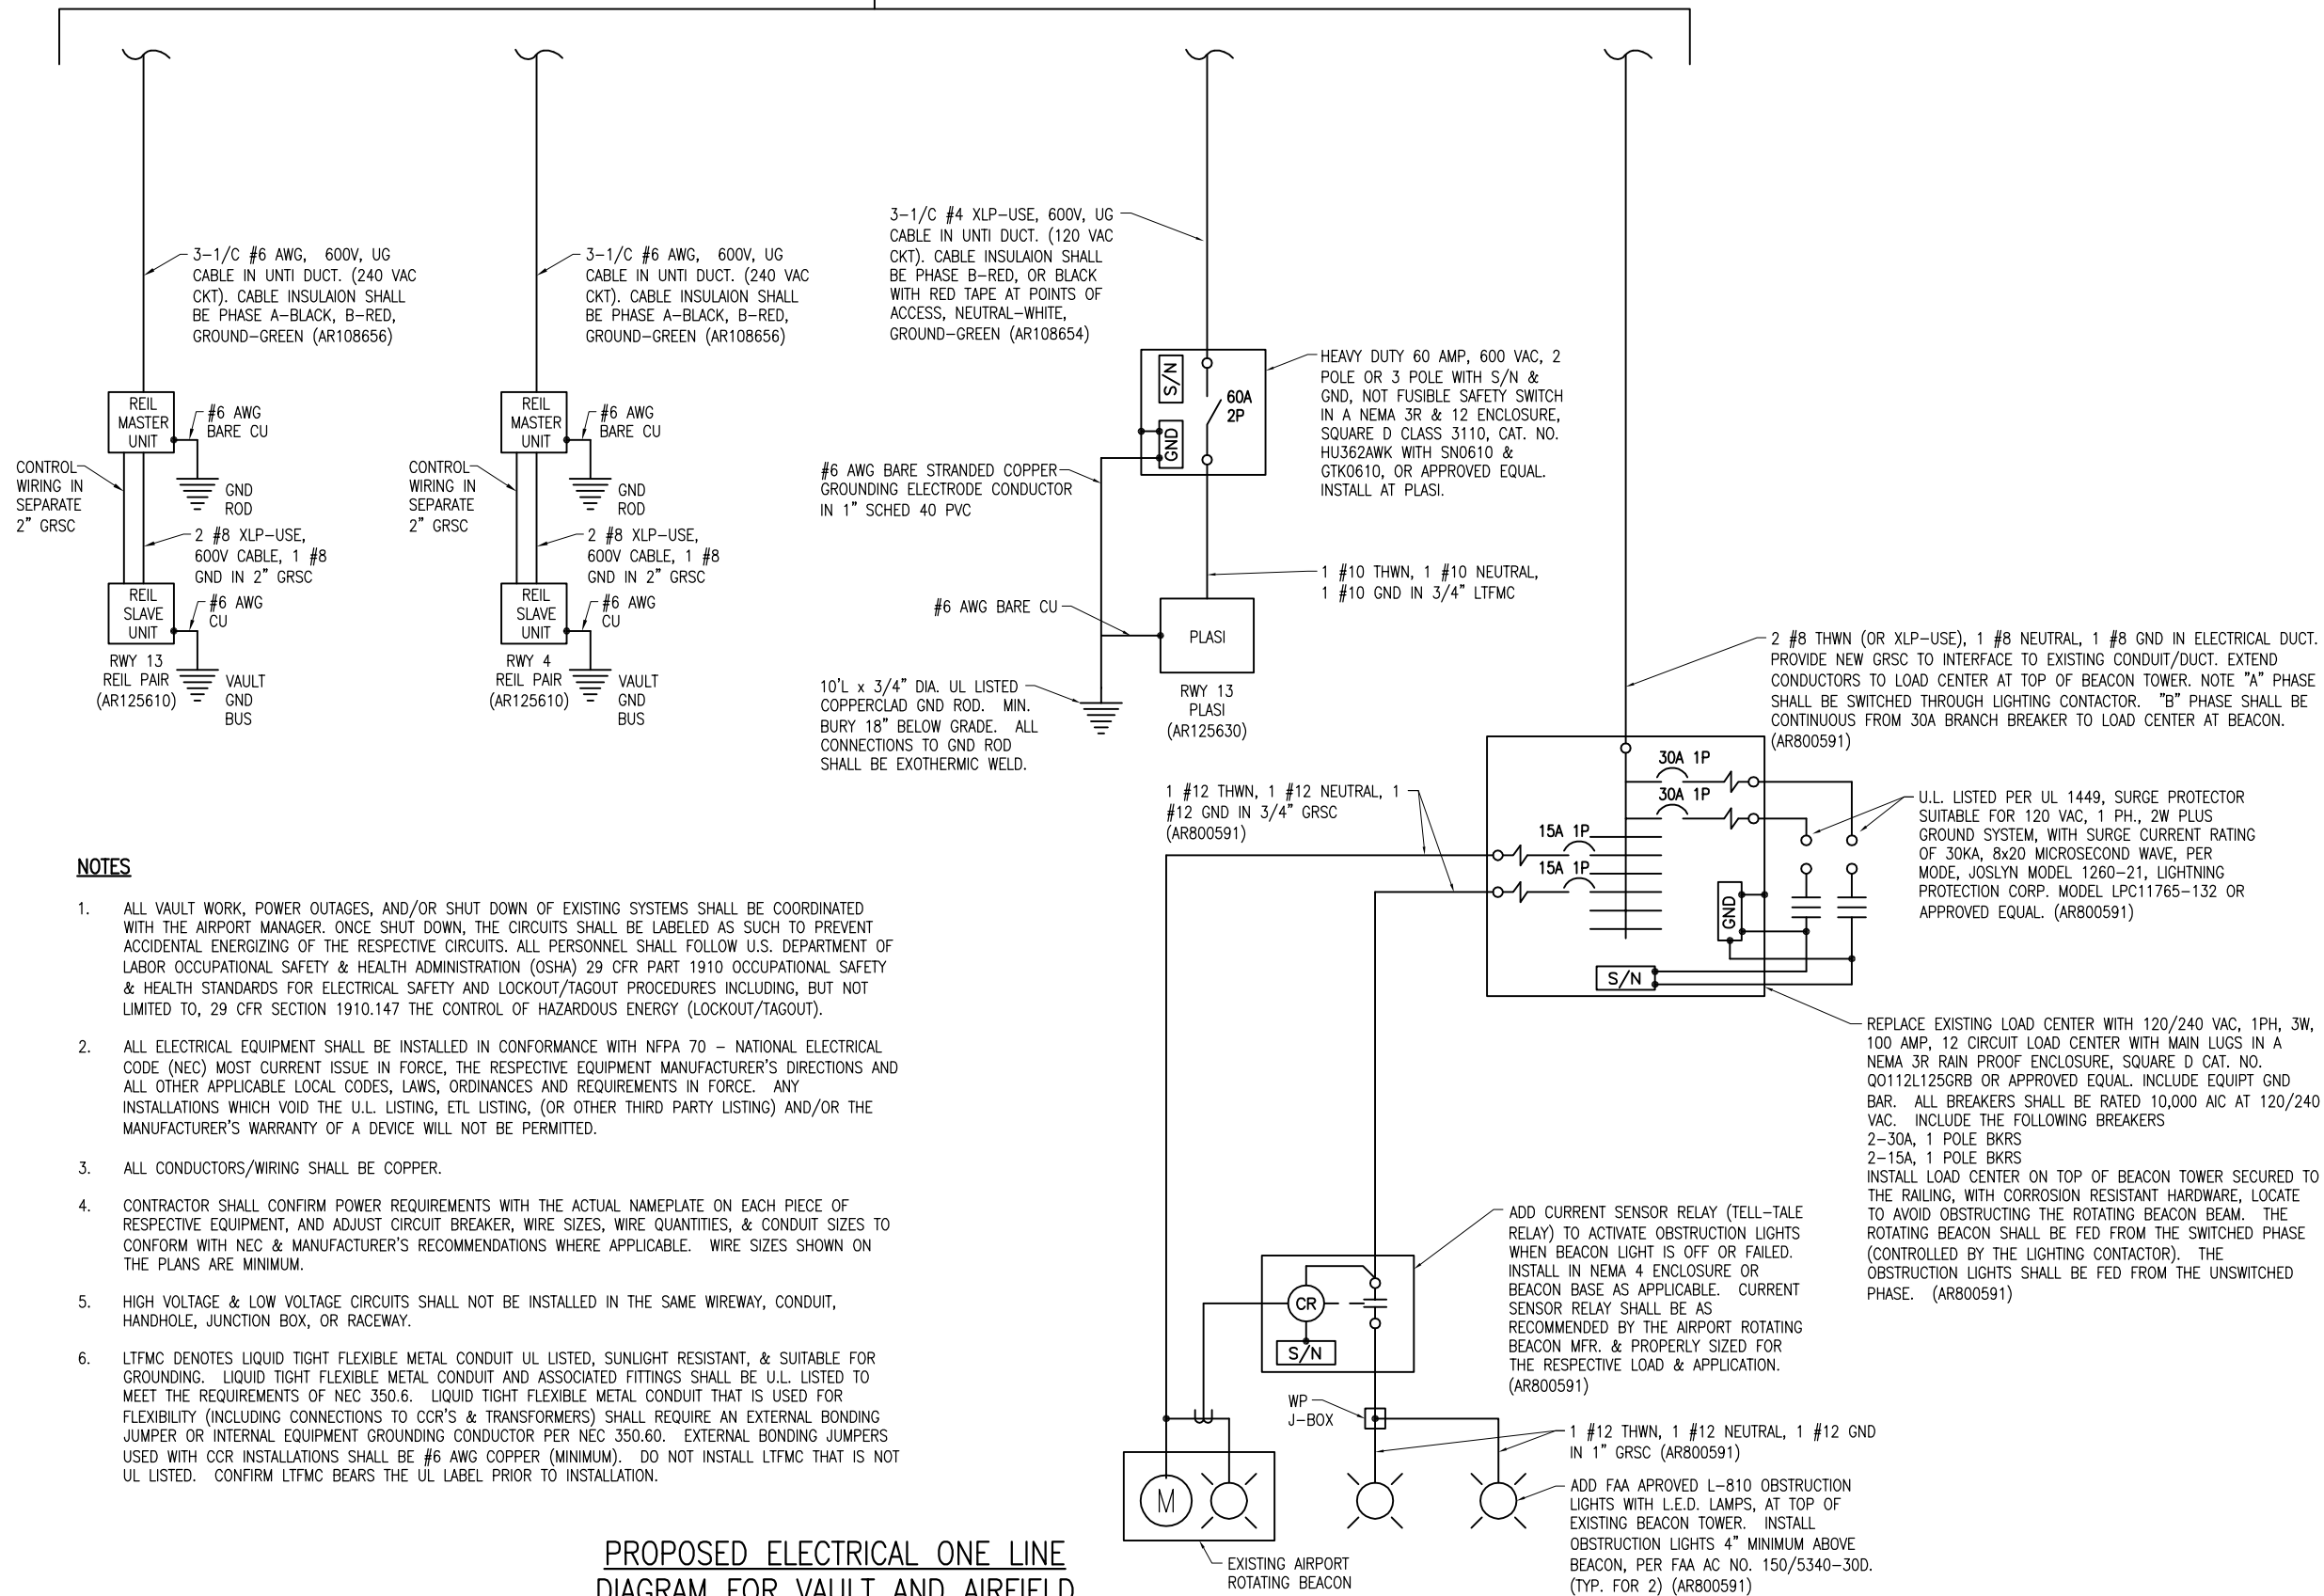 3-1/C #6 AWG, 600V, UG
CABLE IN UNTI DUCT. (240 VAC
CKT). CABLE INSULAION SHALL
BE PHASE A-BLACK, B-RED,
GROUND-GREEN (AR108656)
REIL
MASTER
UNIT
#6 AWG
BARE CU
CONTROL
WIRING IN
SEPARATE
2" GRSC
GND
ROD
2 #8 XLP-USE,
600V CABLE, 1 #8
GND IN 2" GRSC
REIL
SLAVE
UNIT
#6 AWG
CU
RWY 13
REIL PAIR
(AR125610)
VAULT
GND
BUS
3-1/C #6 AWG, 600V, UG
CABLE IN UNTI DUCT. (240 VAC
CKT). CABLE INSULAION SHALL
BE PHASE A-BLACK, B-RED,
GROUND-GREEN (AR108656)
REIL
MASTER
UNIT
#6 AWG
BARE CU
CONTROL
WIRING IN
SEPARATE
2" GRSC
GND
ROD
2 #8 XLP-USE,
600V CABLE, 1 #8
GND IN 2" GRSC
REIL
SLAVE
UNIT
#6 AWG
CU
RWY 4
REIL PAIR
(AR125610)
VAULT
GND
BUS
3-1/C #4 XLP-USE, 600V, UG
CABLE IN UNTI DUCT. (120 VAC
CKT). CABLE INSULAION SHALL
BE PHASE B-RED, OR BLACK
WITH RED TAPE AT POINTS OF
ACCESS, NEUTRAL-WHITE,
GROUND-GREEN (AR108654)
S/N
60A
2P
GND
HEAVY DUTY 60 AMP, 600 VAC, 2
POLE OR 3 POLE WITH S/N &
GND, NOT FUSIBLE SAFETY SWITCH
IN A NEMA 3R & 12 ENCLOSURE,
SQUARE D CLASS 3110, CAT. NO.
HU362AWK WITH SN0610 &
GTK0610, OR APPROVED EQUAL.
INSTALL AT PLASI.
#6 AWG BARE STRANDED COPPER
GROUNDING ELECTRODE CONDUCTOR
IN 1" SCHED 40 PVC
1 #10 THWN, 1 #10 NEUTRAL,
1 #10 GND IN 3/4" LTFMC
#6 AWG BARE CU
PLASI
RWY 13
PLASI
(AR125630)
10'L x 3/4" DIA. UL LISTED
COPPERCLAD GND ROD. MIN.
BURY 18" BELOW GRADE. ALL
CONNECTIONS TO GND ROD
SHALL BE EXOTHERMIC WELD.
2 #8 THWN (OR XLP-USE), 1 #8 NEUTRAL, 1 #8 GND IN ELECTRICAL DUCT.
PROVIDE NEW GRSC TO INTERFACE TO EXISTING CONDUIT/DUCT. EXTEND
CONDUCTORS TO LOAD CENTER AT TOP OF BEACON TOWER. NOTE "A" PHASE
SHALL BE SWITCHED THROUGH LIGHTING CONTACTOR. "B" PHASE SHALL BE
CONTINUOUS FROM 30A BRANCH BREAKER TO LOAD CENTER AT BEACON.
(AR800591)
30A 1P
30A 1P
15A 1P
15A 1P
GND
S/N
1 #12 THWN, 1 #12 NEUTRAL, 1
#12 GND IN 3/4" GRSC
(AR800591)
U.L. LISTED PER UL 1449, SURGE PROTECTOR
SUITABLE FOR 120 VAC, 1 PH., 2W PLUS
GROUND SYSTEM, WITH SURGE CURRENT RATING
OF 30KA, 8x20 MICROSECOND WAVE, PER
MODE, JOSLYN MODEL 1260-21, LIGHTNING
PROTECTION CORP. MODEL LPC11765-132 OR
APPROVED EQUAL. (AR800591)
REPLACE EXISTING LOAD CENTER WITH 120/240 VAC, 1PH, 3W,
100 AMP, 12 CIRCUIT LOAD CENTER WITH MAIN LUGS IN A
NEMA 3R RAIN PROOF ENCLOSURE, SQUARE D CAT. NO.
QO112L125GRB OR APPROVED EQUAL. INCLUDE EQUIPT GND
BAR. ALL BREAKERS SHALL BE RATED 10,000 AIC AT 120/240
VAC. INCLUDE THE FOLLOWING BREAKERS
2-30A, 1 POLE BKRS
2-15A, 1 POLE BKRS
INSTALL LOAD CENTER ON TOP OF BEACON TOWER SECURED TO
THE RAILING, WITH CORROSION RESISTANT HARDWARE, LOCATE
TO AVOID OBSTRUCTING THE ROTATING BEACON BEAM. THE
ROTATING BEACON SHALL BE FED FROM THE SWITCHED PHASE
(CONTROLLED BY THE LIGHTING CONTACTOR). THE
OBSTRUCTION LIGHTS SHALL BE FED FROM THE UNSWITCHED
PHASE. (AR800591)
NOTES
1. ALL VAULT WORK, POWER OUTAGES, AND/OR SHUT DOWN OF EXISTING SYSTEMS SHALL BE COORDINATED
WITH THE AIRPORT MANAGER. ONCE SHUT DOWN, THE CIRCUITS SHALL BE LABELED AS SUCH TO PREVENT
ACCIDENTAL ENERGIZING OF THE RESPECTIVE CIRCUITS. ALL PERSONNEL SHALL FOLLOW U.S. DEPARTMENT OF
LABOR OCCUPATIONAL SAFETY & HEALTH ADMINISTRATION (OSHA) 29 CFR PART 1910 OCCUPATIONAL SAFETY
& HEALTH STANDARDS FOR ELECTRICAL SAFETY AND LOCKOUT/TAGOUT PROCEDURES INCLUDING, BUT NOT
LIMITED TO, 29 CFR SECTION 1910.147 THE CONTROL OF HAZARDOUS ENERGY (LOCKOUT/TAGOUT).
2. ALL ELECTRICAL EQUIPMENT SHALL BE INSTALLED IN CONFORMANCE WITH NFPA 70 - NATIONAL ELECTRICAL
CODE (NEC) MOST CURRENT ISSUE IN FORCE, THE RESPECTIVE EQUIPMENT MANUFACTURER'S DIRECTIONS AND
ALL OTHER APPLICABLE LOCAL CODES, LAWS, ORDINANCES AND REQUIREMENTS IN FORCE. ANY
INSTALLATIONS WHICH VOID THE U.L. LISTING, ETL LISTING, (OR OTHER THIRD PARTY LISTING) AND/OR THE
MANUFACTURER'S WARRANTY OF A DEVICE WILL NOT BE PERMITTED.
3. ALL CONDUCTORS/WIRING SHALL BE COPPER.
4. CONTRACTOR SHALL CONFIRM POWER REQUIREMENTS WITH THE ACTUAL NAMEPLATE ON EACH PIECE OF
RESPECTIVE EQUIPMENT, AND ADJUST CIRCUIT BREAKER, WIRE SIZES, WIRE QUANTITIES, & CONDUIT SIZES TO
CONFORM WITH NEC & MANUFACTURER'S RECOMMENDATIONS WHERE APPLICABLE. WIRE SIZES SHOWN ON
THE PLANS ARE MINIMUM.
5. HIGH VOLTAGE & LOW VOLTAGE CIRCUITS SHALL NOT BE INSTALLED IN THE SAME WIREWAY, CONDUIT,
HANDHOLE, JUNCTION BOX, OR RACEWAY.
6. LTFMC DENOTES LIQUID TIGHT FLEXIBLE METAL CONDUIT UL LISTED, SUNLIGHT RESISTANT, & SUITABLE FOR
GROUNDING. LIQUID TIGHT FLEXIBLE METAL CONDUIT AND ASSOCIATED FITTINGS SHALL BE U.L. LISTED TO
MEET THE REQUIREMENTS OF NEC 350.6. LIQUID TIGHT FLEXIBLE METAL CONDUIT THAT IS USED FOR
FLEXIBILITY (INCLUDING CONNECTIONS TO CCR'S & TRANSFORMERS) SHALL REQUIRE AN EXTERNAL BONDING
JUMPER OR INTERNAL EQUIPMENT GROUNDING CONDUCTOR PER NEC 350.60. EXTERNAL BONDING JUMPERS
USED WITH CCR INSTALLATIONS SHALL BE #6 AWG COPPER (MINIMUM). DO NOT INSTALL LTFMC THAT IS NOT
UL LISTED. CONFIRM LTFMC BEARS THE UL LABEL PRIOR TO INSTALLATION.
ADD CURRENT SENSOR RELAY (TELL-TALE
RELAY) TO ACTIVATE OBSTRUCTION LIGHTS
WHEN BEACON LIGHT IS OFF OR FAILED.
INSTALL IN NEMA 4 ENCLOSURE OR
BEACON BASE AS APPLICABLE. CURRENT
SENSOR RELAY SHALL BE AS
RECOMMENDED BY THE AIRPORT ROTATING
BEACON MFR. & PROPERLY SIZED FOR
THE RESPECTIVE LOAD & APPLICATION.
(AR800591)
CR
S/N
WP
J-BOX
1 #12 THWN, 1 #12 NEUTRAL, 1 #12 GND
IN 1" GRSC (AR800591)
M
ADD FAA APROVED L-810 OBSTRUCTION
LIGHTS WITH L.E.D. LAMPS, AT TOP OF
EXISTING BEACON TOWER. INSTALL
OBSTRUCTION LIGHTS 4" MINIMUM ABOVE
BEACON, PER FAA AC NO. 150/5340-30D.
(TYP. FOR 2) (AR800591)
EXISTING AIRPORT
ROTATING BEACON
PROPOSED ELECTRICAL ONE LINE
DIAGRAM FOR VAULT AND AIRFIELD